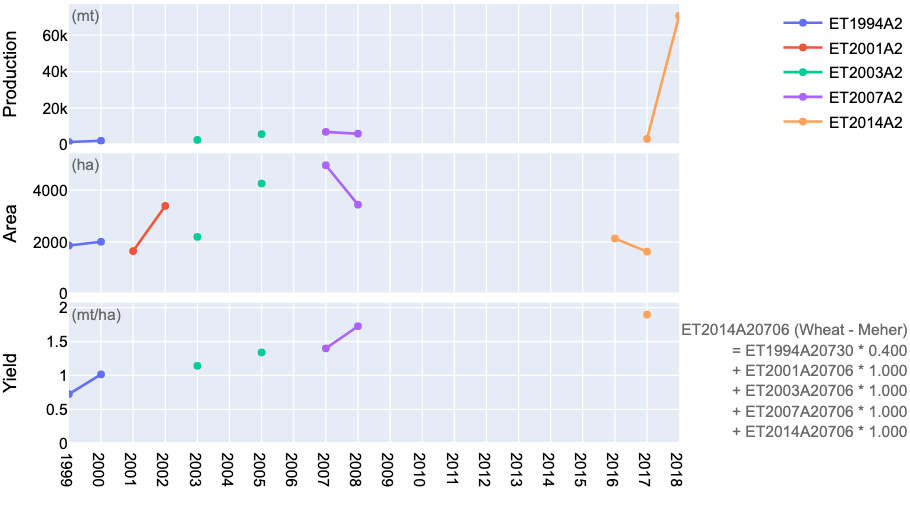 (mt)
Production
60k
40k
20k
0
(ha)
Area
4000
2000
0
(mt/ha)
Yield
2
1.5
1
0.5
0
1999 2000 2001 2002 2003 2004 2005 2006 2007 2008 2009 2010 2011 2012 2013 2014 2015 2016 2017 2018
ET1994A2
ET2001A2
ET2003A2
ET2007A2
ET2014A2
ET2014A20706 (Wheat - Meher)
= ET1994A20730 * 0.400
+ ET2001A20706 * 1.000
+ ET2003A20706 * 1.000
+ ET2007A20706 * 1.000
+ ET2014A20706 * 1.000